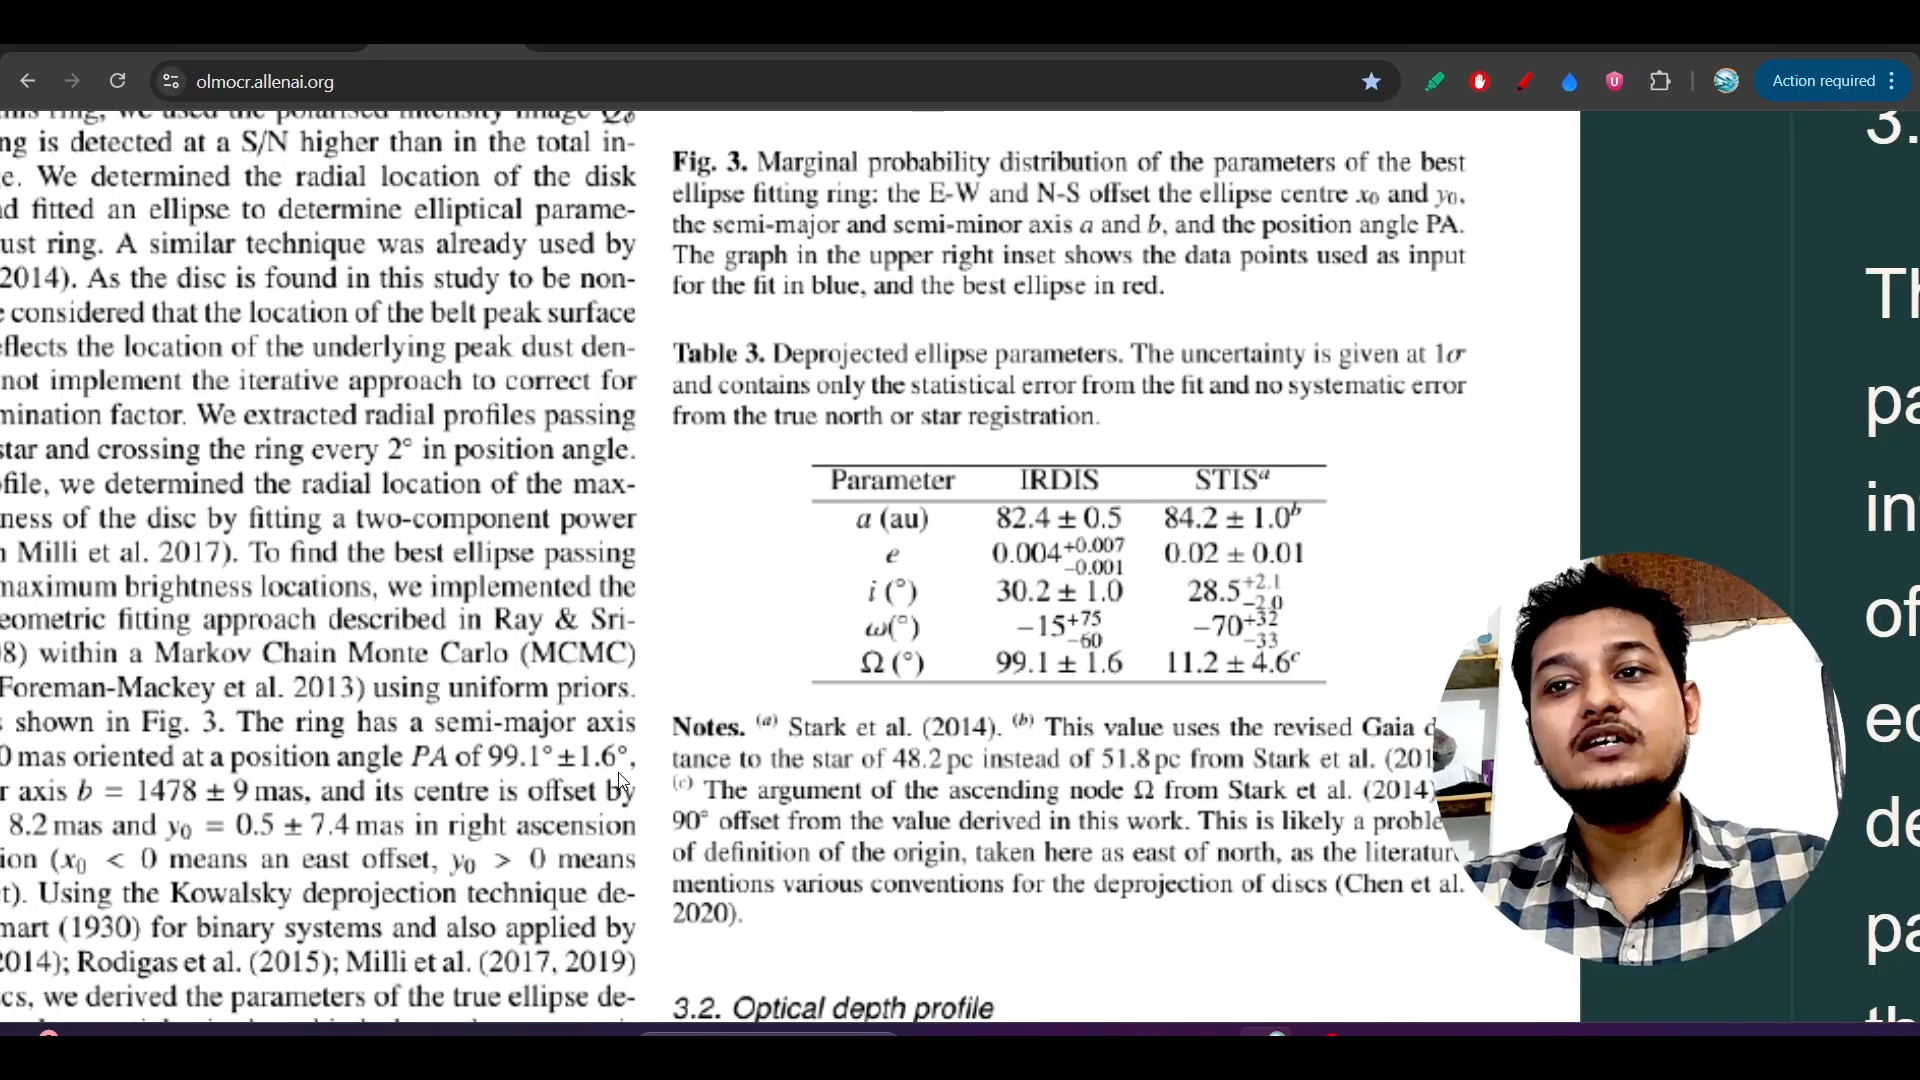 olmocr.allenai.org
Action required
ng is detected at a S/N higher than in the total in-
e. We determined the radial location of the disk
d fitted an ellipse to determine elliptical parame-
ust ring. A similar technique was already used by
2014). As the disc is found in this study to be non-
e considered that the location of the belt peak surface
eflects the location of the underlying peak dust den-
not implement the iterative approach to correct for
mination factor. We extracted radial profiles passing
star and crossing the ring every 2° in position angle.
file, we determined the radial location of the max-
ness of the disc by fitting a two-component power
n Milli et al. 2017). To find the best ellipse passing
maximum brightness locations, we implemented the
eometric fitting approach described in Ray & Sri-
8) within a Markov Chain Monte Carlo (MCMC)
Foreman-Mackey et al. 2013) using uniform priors.
s shown in Fig. 3. The ring has a semi-major axis
0 mas oriented at a position angle PA of 99.1° ± 1.6°,
r axis b = 1478 ± 9 mas, and its centre is offset by
8.2 mas and y₀ = 0.5 ± 7.4 mas in right ascension
ion (x₀ < 0 means an east offset, y₀ > 0 means
t). Using the Kowalsky deprojection technique de-
mart (1930) for binary systems and also applied by
2014); Rodigas et al. (2015); Milli et al. (2017, 2019)
cs, we derived the parameters of the true ellipse de-
Fig. 3. Marginal probability distribution of the parameters of the best
ellipse fitting ring: the E-W and N-S offset the ellipse centre x₀ and y₀,
the semi-major and semi-minor axis a and b, and the position angle PA.
The graph in the upper right inset shows the data points used as input
for the fit in blue, and the best ellipse in red.
Table 3. Deprojected ellipse parameters. The uncertainty is given at 1σ
and contains only the statistical error from the fit and no systematic error
from the true north or star registration.
Parameter IRDIS STISᵃ
a (au) 82.4 ± 0.5 84.2 ± 1.0ᵇ
e 0.004+0.007−0.001 0.02 ± 0.01
i (°) 30.2 ± 1.0 28.5+2.1−2.0
ω(°) −15+75−60 −70+32−33
Ω (°) 99.1 ± 1.6 11.2 ± 4.6ᶜ
Notes. (a) Stark et al. (2014). (b) This value uses the revised Gaia d
tance to the star of 48.2 pc instead of 51.8 pc from Stark et al. (201
(c) The argument of the ascending node Ω from Stark et al. (2014)
90° offset from the value derived in this work. This is likely a proble
of definition of the origin, taken here as east of north, as the literatur
mentions various conventions for the deprojection of discs (Chen et al.
2020).
3.2. Optical depth profile
3.
Th
pa
in
of
ec
de
pa
th